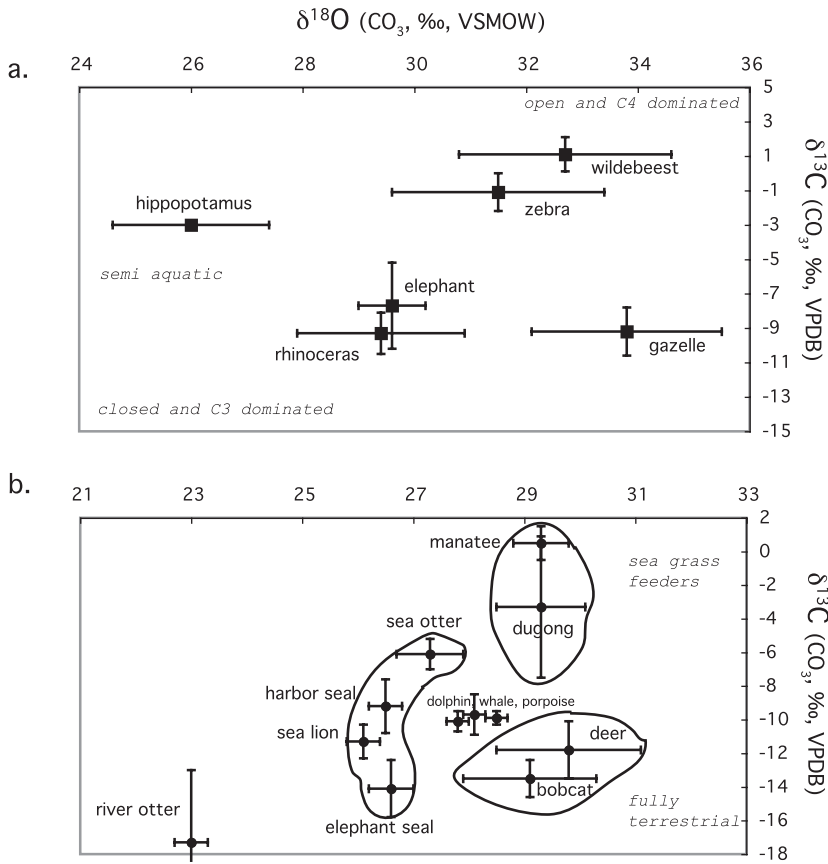 δ18O (CO3, ‰, VSMOW)
a.
24 26 28 30 32 34 36
5
open and C4 dominated
3
δ13C (CO3, ‰, VPDB)
1
wildebeest
-1
hippopotamus
zebra
-3
-5
semi aquatic
elephant
-7
-9
rhinoceras
gazelle
-11
closed and C3 dominated
-13
-15
b.
21 23 25 27 29 31 33
2
manatee
0
sea grass
feeders
δ13C (CO3, ‰, VPDB)
-2
sea otter
dugong
-4
-6
harbor seal
-8
dolphin, whale, porpoise
sea lion
deer
-10
-12
bobcat
-14
river otter
fully
terrestrial
elephant seal
-16
-18